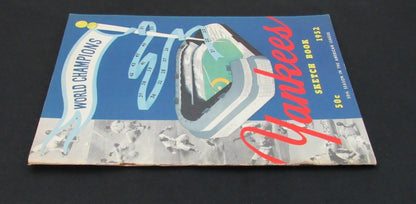 WORLD CHAMPIONS
Yankees
SKETCH BOOK 1952
50¢